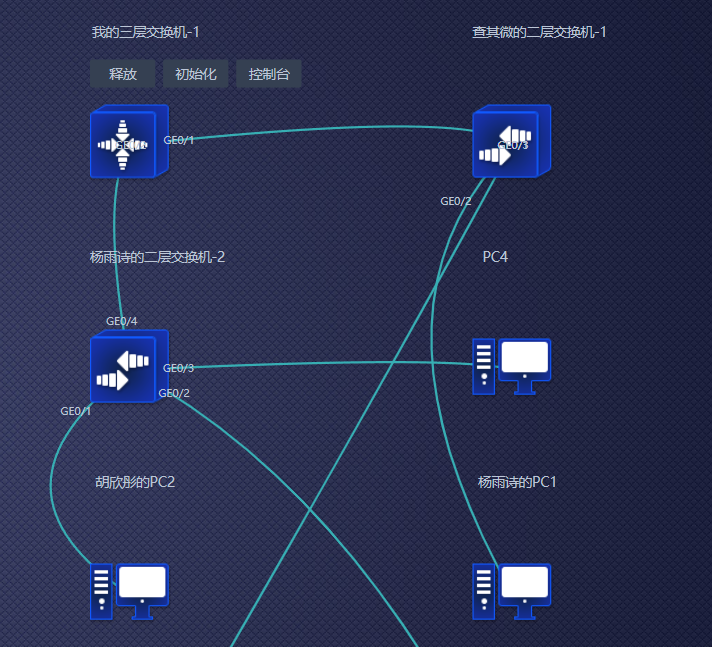 我的三层交换机-1
查其微的二层交换机-1
释放 初始化 控制台
GE0/1
GE0/3
GE0/2
杨雨诗的二层交换机-2
PC4
GE0/4
GE0/3
GE0/2
GE0/1
胡欣彤的PC2
杨雨诗的PC1